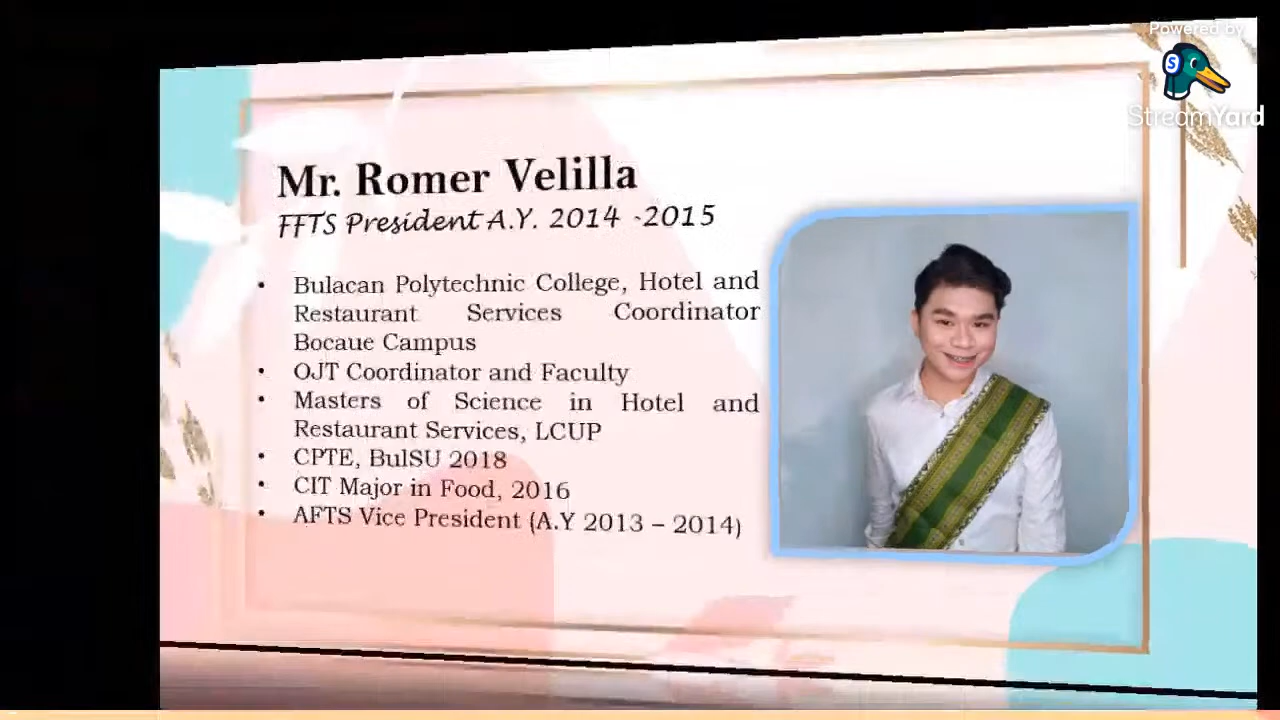 Powered by
StreamYard
Mr. Romer Velilla
FFTS President A.Y. 2014 -2015
• Bulacan Polytechnic College, Hotel and
Restaurant Services Coordinator
Bocaue Campus
• OJT Coordinator and Faculty
• Masters of Science in Hotel and
Restaurant Services, LCUP
• CPTE, BulSU 2018
• CIT Major in Food, 2016
• AFTS Vice President (A.Y 2013 – 2014)